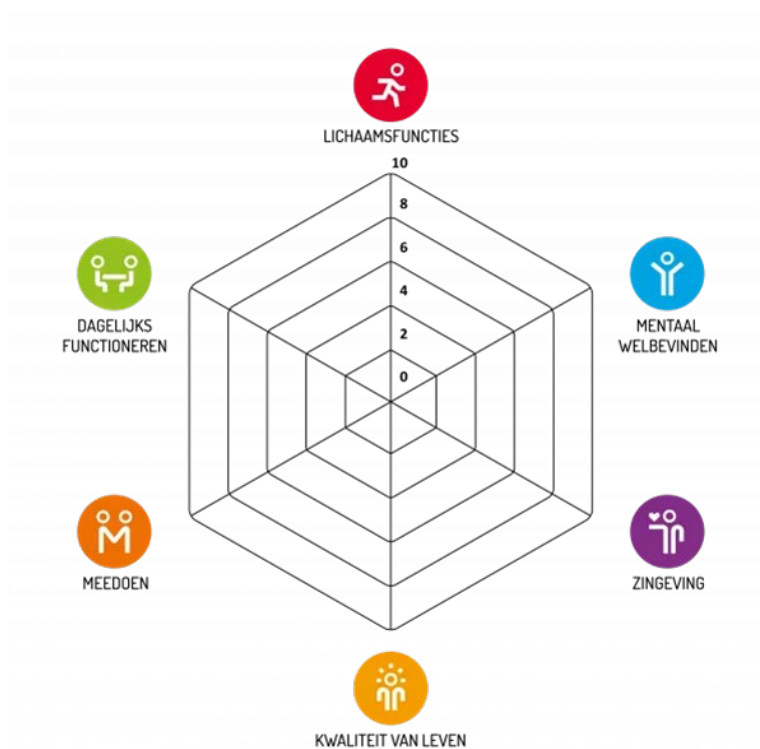 LICHAAMSFUNCTIES
10
8
6
4
2
0
DAGELIJKS
FUNCTIONEREN
MENTAAL
WELBEVINDEN
MEEDOEN
ZINGEVING
KWALITEIT VAN LEVEN